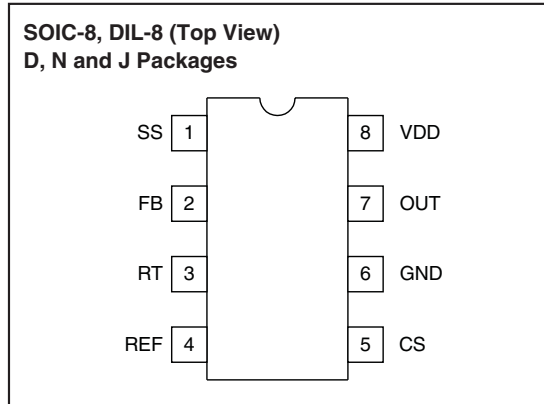 SOIC-8, DIL-8 (Top View)
D, N and J Packages
SS 1 8 VDD
FB 2 7 OUT
RT 3 6 GND
REF 4 5 CS